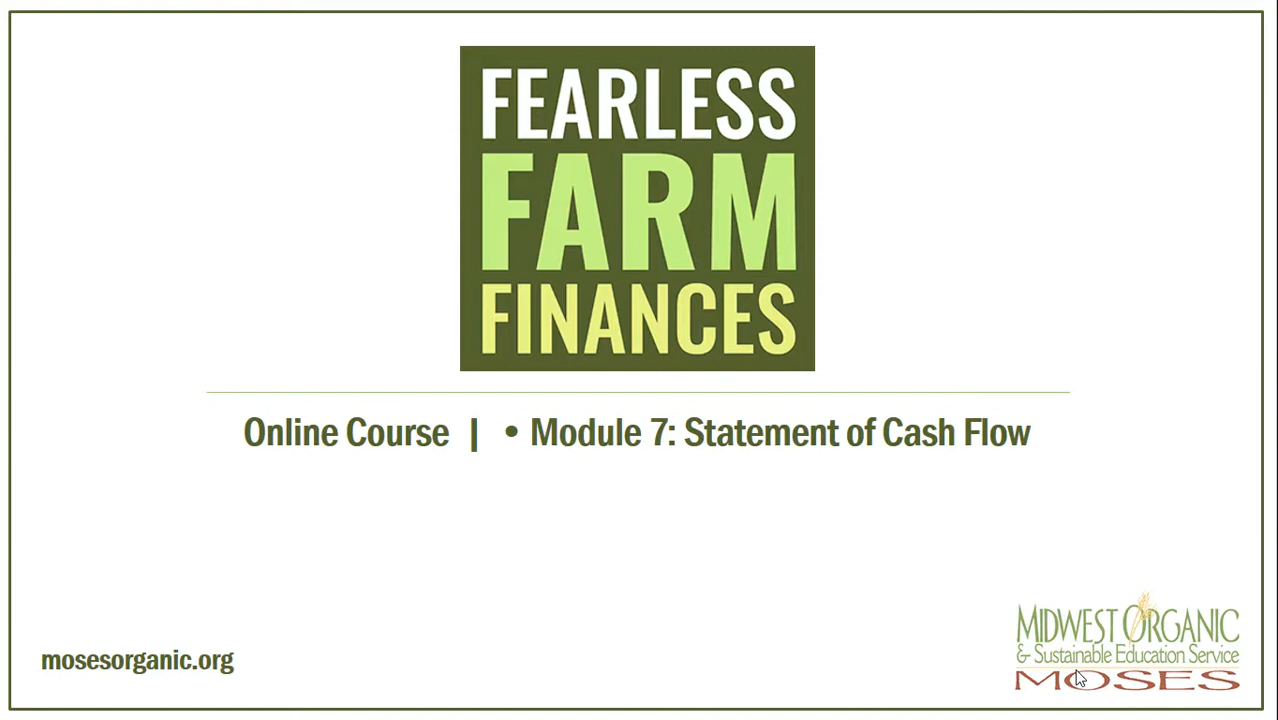 FEARLESS
FARM
FINANCES
Online Course | • Module 7: Statement of Cash Flow
mosesorganic.org
MIDWEST ORGANIC
& Sustainable Education Service
MOSES